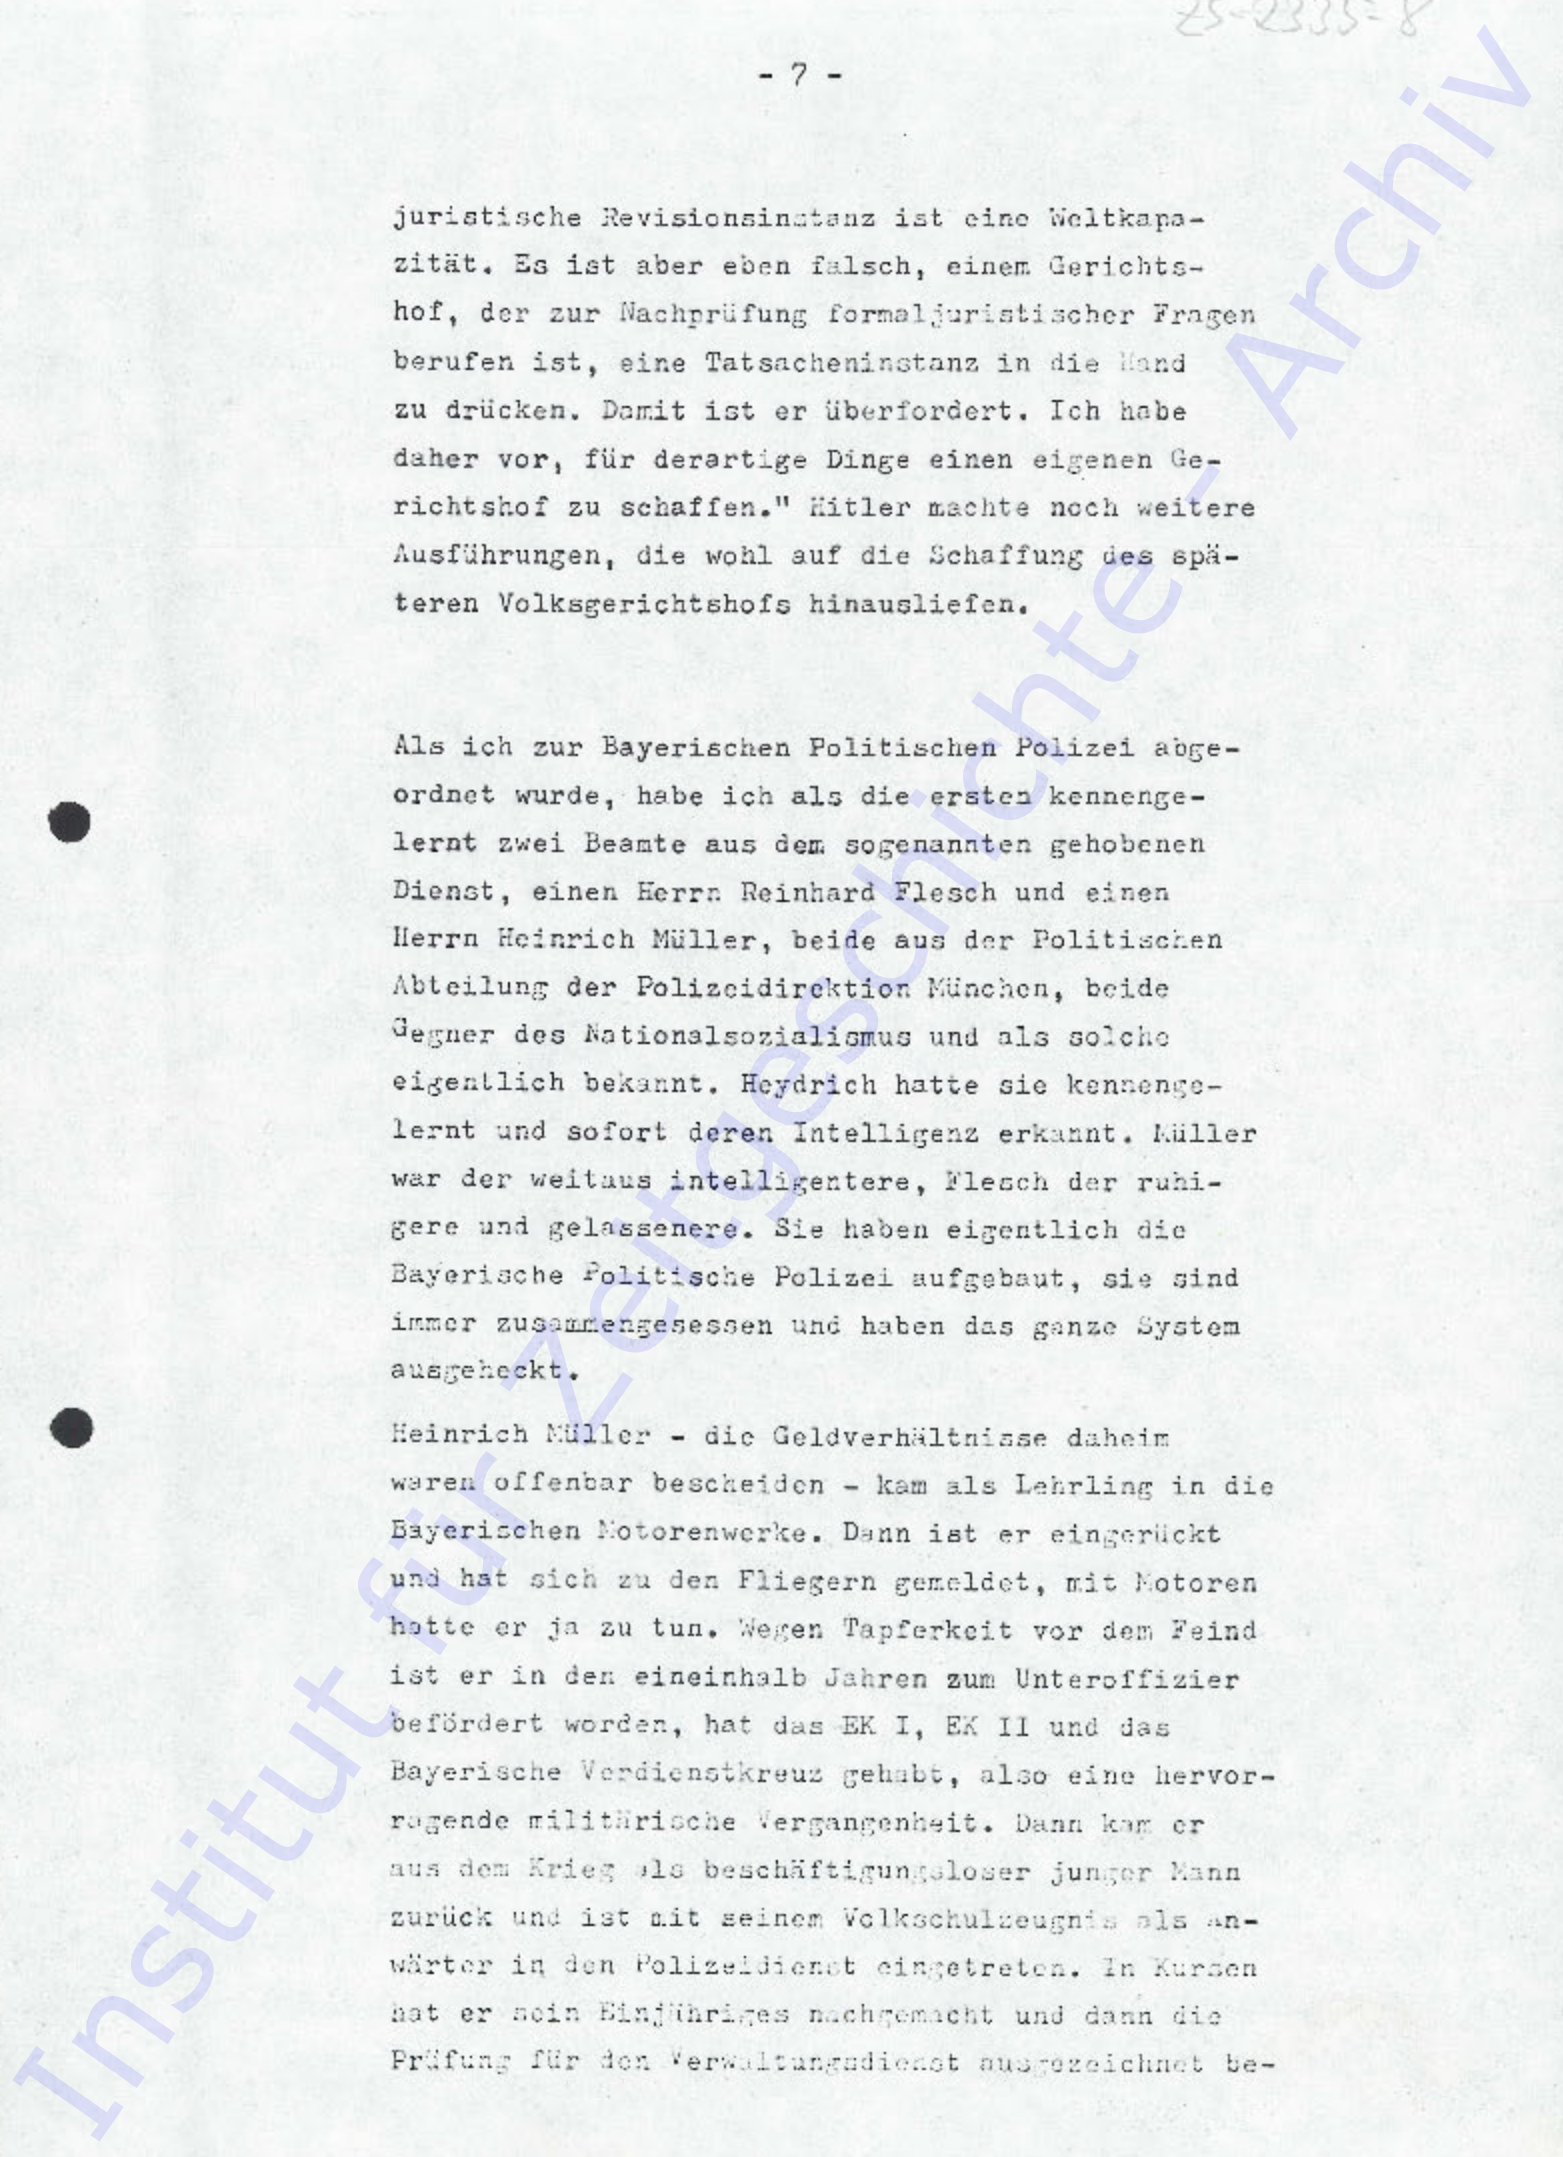 ZS-2335-8
- 7 -
juristische Revisionsinstanz ist eine Weltkapa-
zität. Es ist aber eben falsch, einem Gerichts-
hof, der zur Nachprüfung formaljuristischer Fragen
berufen ist, eine Tatsacheninstanz in die Hand
zu drücken. Damit ist er überfordert. Ich habe
daher vor, für derartige Dinge einen eigenen Ge-
richtshof zu schaffen." Hitler machte noch weitere
Ausführungen, die wohl auf die Schaffung des spä-
teren Volksgerichtshofs hinausliefen.
Als ich zur Bayerischen Politischen Polizei abge-
ordnet wurde, habe ich als die ersten kennenge-
lernt zwei Beamte aus dem sogenannten gehobenen
Dienst, einen Herrn Reinhard Flesch und einen
Herrn Heinrich Müller, beide aus der Politischen
Abteilung der Polizeidirektion München, beide
Gegner des Nationalsozialismus und als solche
eigentlich bekannt. Heydrich hatte sie kennenge-
lernt und sofort deren Intelligenz erkannt. Müller
war der weitaus intelligentere, Flesch der ruhi-
gere und gelassenere. Sie haben eigentlich die
Bayerische Politische Polizei aufgebaut, sie sind
immer zusammengesessen und haben das ganze System
ausgeheckt.
Heinrich Müller - die Geldverhältnisse daheim
waren offenbar bescheiden - kam als Lehrling in die
Bayerischen Motorenwerke. Dann ist er eingerückt
und hat sich zu den Fliegern gemeldet, mit Motoren
hatte er ja zu tun. Wegen Tapferkeit vor dem Feind
ist er in den eineinhalb Jahren zum Unteroffizier
befördert worden, hat das EK I, EK II und das
Bayerische Verdienstkreuz gehabt, also eine hervor-
ragende militärische Vergangenheit. Dann kam er
aus dem Krieg als beschäftigungsloser junger Mann
zurück und ist mit seinem Volkschulzeugnis als An-
wärter in den Polizeidienst eingetreten. In Kursen
hat er sein Einjähriges nachgemacht und dann die
Prüfung für den Verwaltungsdienst ausgezeichnet be-
Institut für Zeitgeschichte - Archiv